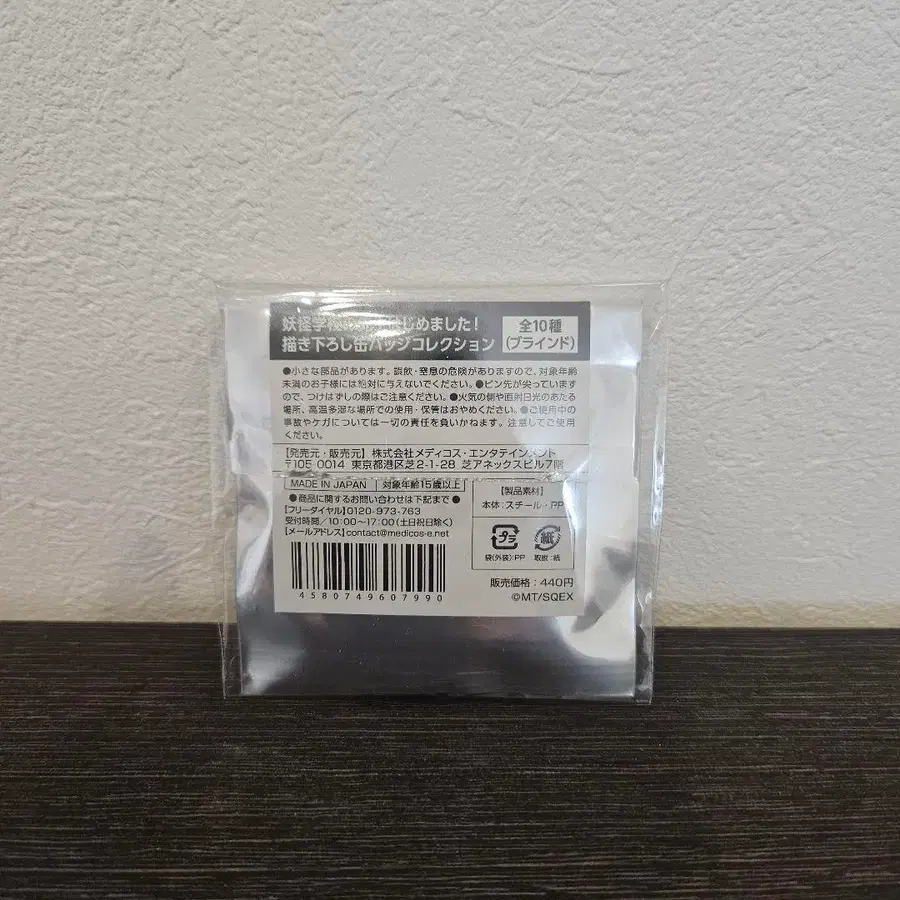 妖怪学校 はじめました!
描き下ろし缶バッジコレクション
全10種
(ブラインド)
●小さな部品があります。誤飲・窒息の危険がありますので、対象年齢
未満のお子様には絶対に与えないでください。●ピン先が尖っています
ので、つけはずしの際はご注意ください。●火気の側や直射日光のあたる
場所、高温多湿な場所での使用・保管はおやめください。●ご使用中の
事故やケガについては一切の責任を負いかねます。注意してご使用
ください。
【発売元・販売元】株式会社メディコス・エンタテインメント
〒105-0014 東京都港区芝2-1-28 芝アネックスビル7階
MADE IN JAPAN 対象年齢15歳以上
●商品に関するお問い合わせは下記まで●
【フリーダイヤル】0120-973-763
受付時間/10:00～17:00(土日祝日除く)
【メールアドレス】contact@medicos-e.net
4580749607990
【製品素材】
本体:スチール・PP
プラ
紙
袋(外装):PP
取説:紙
販売価格:440円
©MT/SQEX